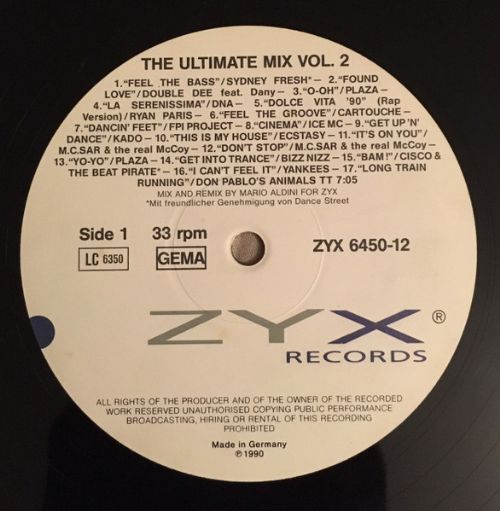 THE ULTIMATE MIX VOL. 2
1."FEEL THE BASS"/SYDNEY FRESH*– 2."FOUND
LOVE"/DOUBLE DEE feat. Dany– 3."O-OH"/PLAZA–
4."LA SERENISSIMA"/DNA– 5."DOLCE VITA '90" (Rap
Version)/RYAN PARIS– 6."FEEL THE GROOVE"/CARTOUCHE–
7."DANCIN' FEET"/FPI PROJECT– 8."CINEMA"/ICE MC– 9."GET UP 'N'
DANCE"/KADO– 10."THIS IS MY HOUSE"/ECSTASY– 11."IT'S ON YOU"/
M.C.SAR & the real McCoy– 12."DON'T STOP"/M.C.SAR & the real McCoy
–13."YO-YO"/PLAZA– 14."GET INTO TRANCE"/BIZZ NIZZ– 15."BAM!"/CISCO &
THE BEAT PIRATE*– 16."I CAN'T FEEL IT"/YANKEES– 17."LONG TRAIN
RUNNING"/DON PABLO'S ANIMALS TT 7:05
MIX AND REMIX BY MARIO ALDINI FOR ZYX
*Mit freundlicher Genehmigung von Dance Street
Side 1 33 rpm ZYX 6450-12
LC 6350 GEMA
ZYX ®
RECORDS
ALL RIGHTS OF THE PRODUCER AND OF THE OWNER OF THE RECORDED
WORK RESERVED UNAUTHORISED COPYING PUBLIC PERFORMANCE
BROADCASTING, HIRING OR RENTAL OF THIS RECORDING
PROHIBITED
Made in Germany
℗ 1990